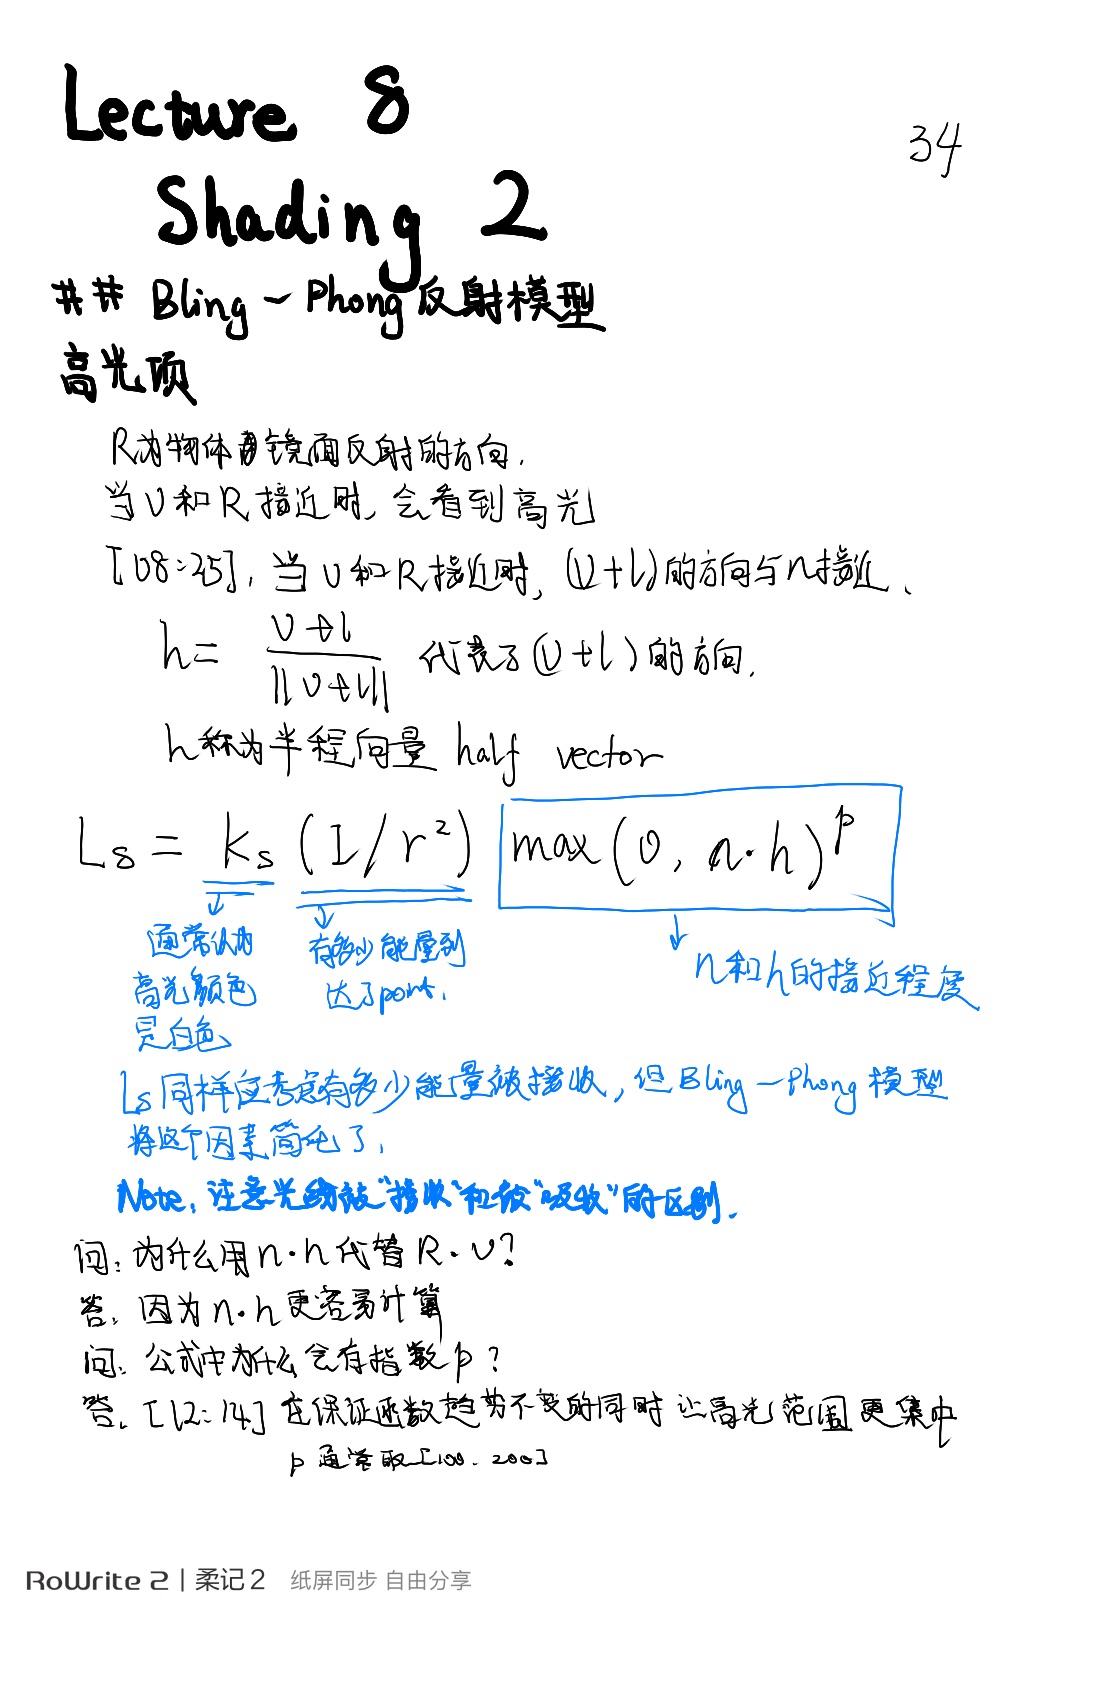 Lecture 8
34
Shading 2
## Bling-Phong反射模型
高光项
R为物体镜面反射的方向.
当v和R接近时,会看到高光
[08:25],当v和R接近时,(v+l)的方向与n接近.
h= v+l / ||v+l|| 代表了(v+l)的方向.
h称为半程向量 half vector
Ls = ks (I/r²) max(0, n·h)^p
通常认为 有多少能量到 n和h的接近程度
高光颜色 达了point.
是白色
Ls同样应考虑有多少能量被接收,但Bling-Phong模型
将这个因素简化了.
Note,注意光线被"接收"和被"吸收"的区别.
问:为什么用n·h代替R·v?
答:因为n·h更容易计算
问:公式中为什么会有指数p?
答:[12:14]在保证函数趋势不变的同时让高光范围更集中
p通常取[100,200]
RoWrite 2 | 柔记2 纸屏同步 自由分享